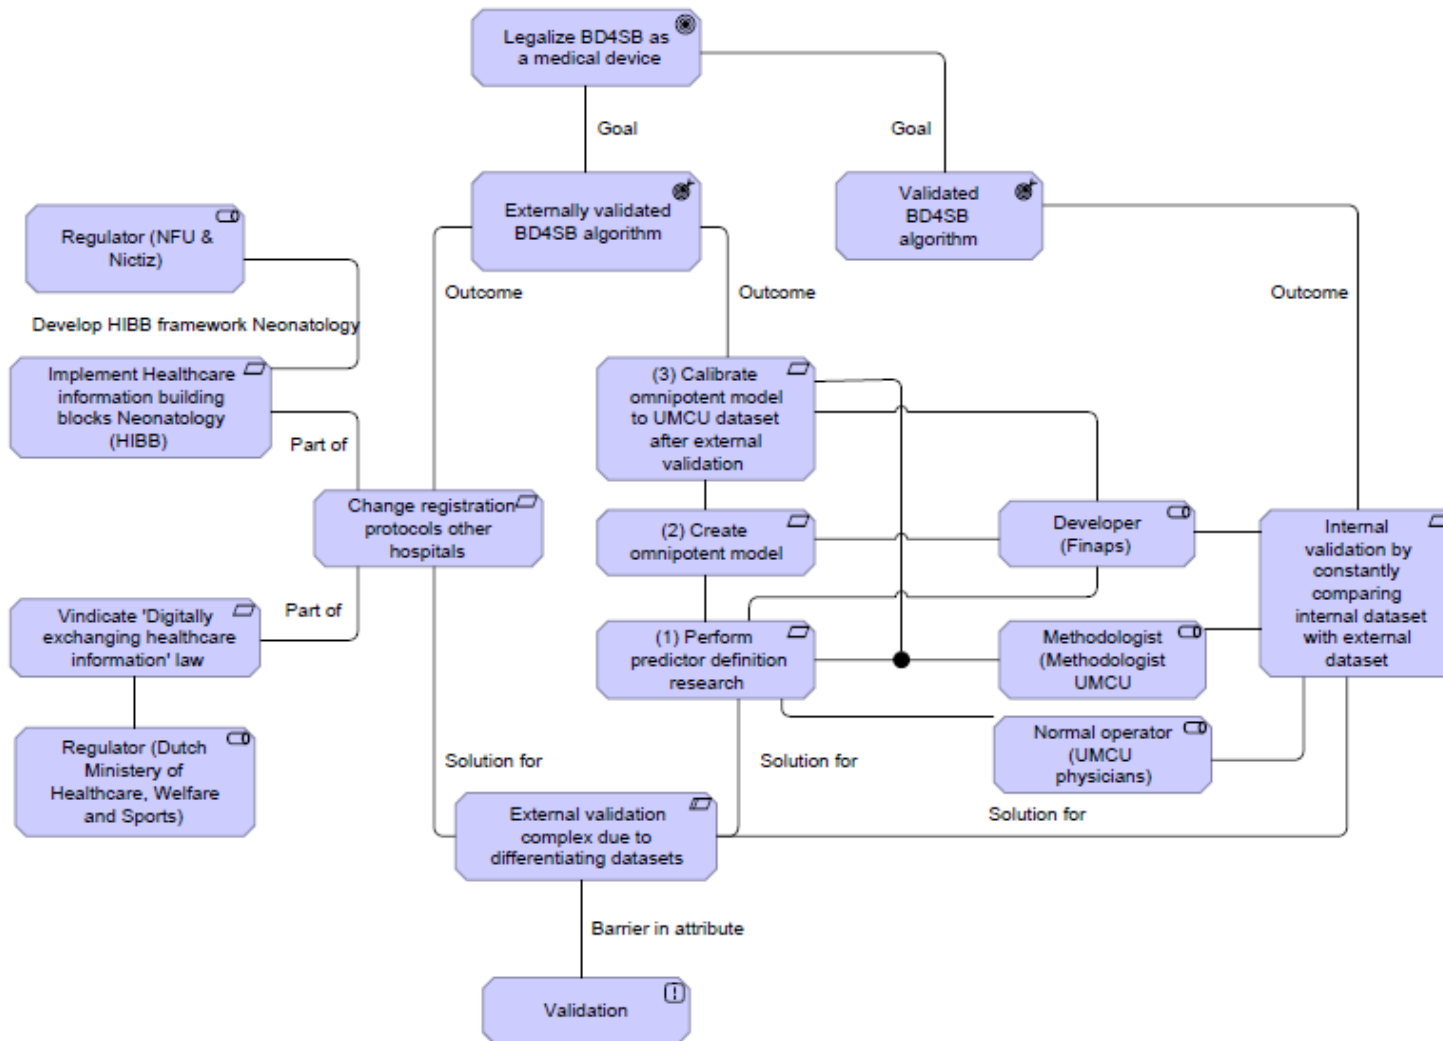 Legalize BD4SB as
a medical device
Goal
Goal
Externally validated
BD4SB algorithm
Validated
BD4SB
algorithm
Regulator (NFU &
Nictiz)
Outcome
Outcome
Outcome
Develop HIBB framework Neonatology
Implement Healthcare
information building
blocks Neonatology
(HIBB)
Part of
(3) Calibrate
omnipotent model
to UMCU dataset
after external
validation
Change registration
protocols other
hospitals
(2) Create
omnipotent model
Developer
(Finaps)
Internal
validation by
constantly
comparing
internal dataset
with external
dataset
Vindicate 'Digitally
exchanging healthcare
information' law
Part of
(1) Perform
predictor definition
research
Methodologist
(Methodologist
UMCU
Regulator (Dutch
Ministery of
Healthcare, Welfare
and Sports)
Normal operator
(UMCU
physicians)
Solution for
Solution for
Solution for
External validation
complex due to
differentiating datasets
Barrier in attribute
Validation